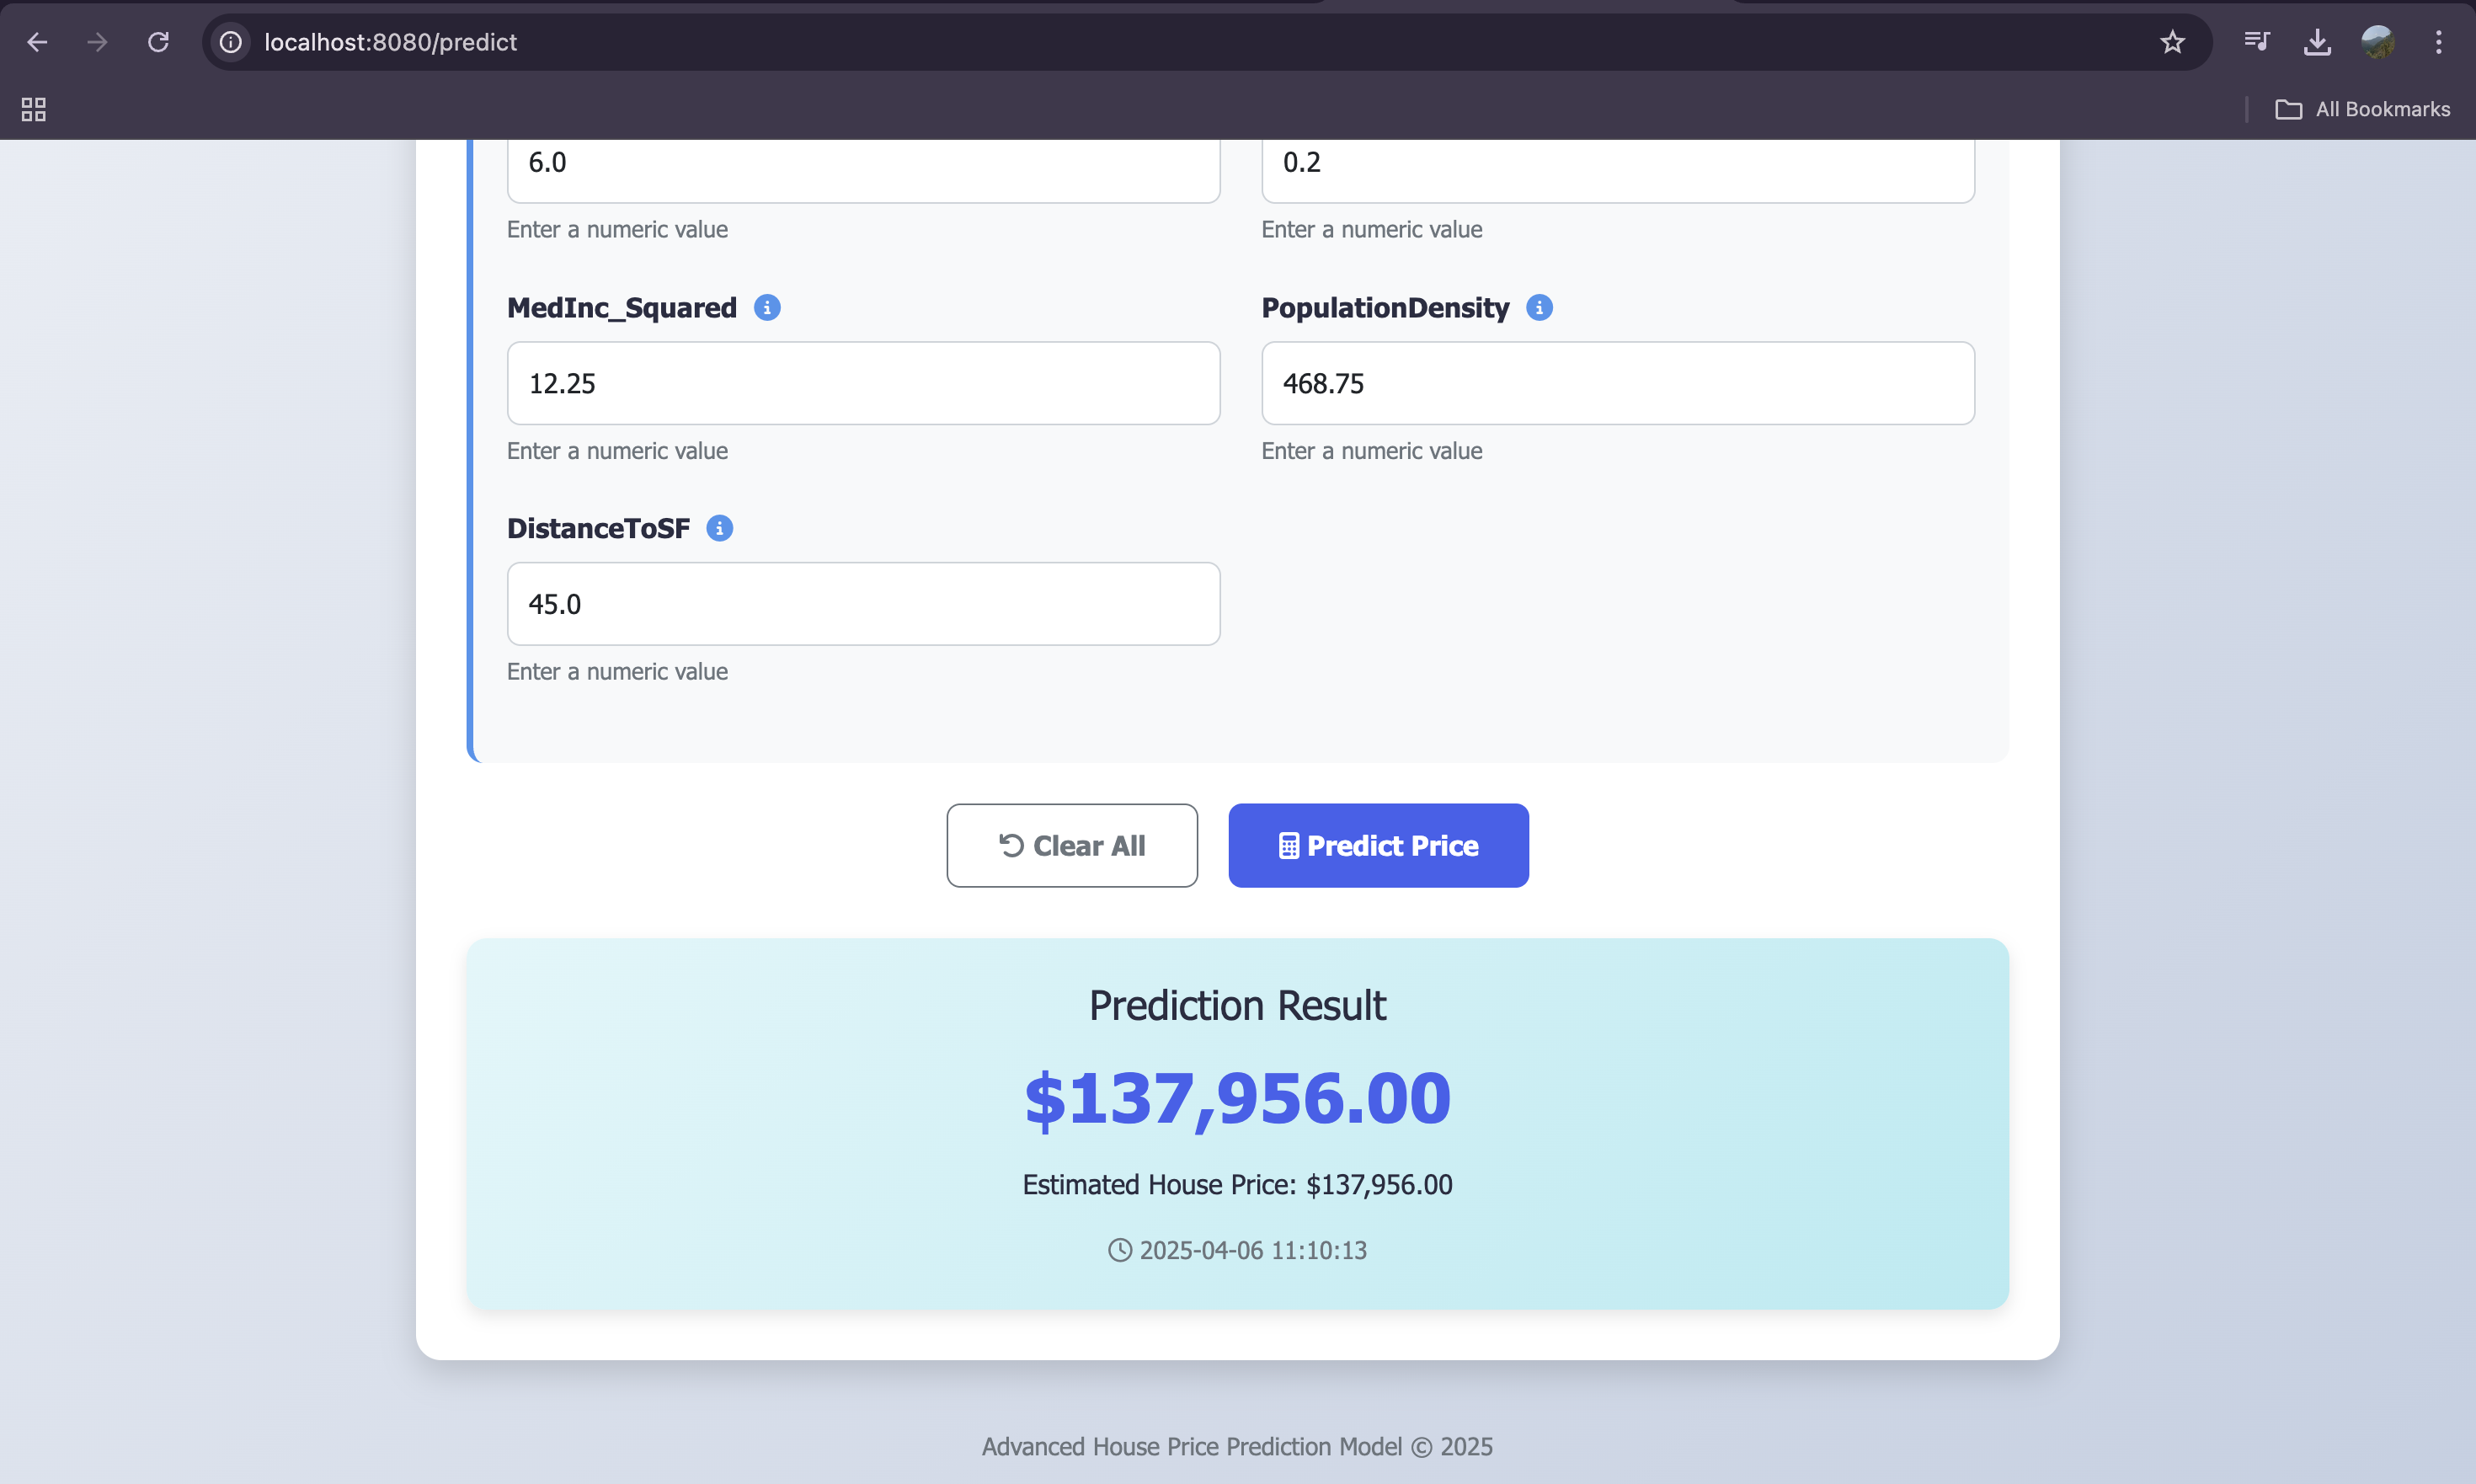 localhost:8080/predict
All Bookmarks
6.0
0.2
Enter a numeric value
Enter a numeric value
MedInc_Squared
PopulationDensity
12.25
468.75
Enter a numeric value
Enter a numeric value
DistanceToSF
45.0
Enter a numeric value
Clear All
Predict Price
Prediction Result
$137,956.00
Estimated House Price: $137,956.00
2025-04-06 11:10:13
Advanced House Price Prediction Model © 2025